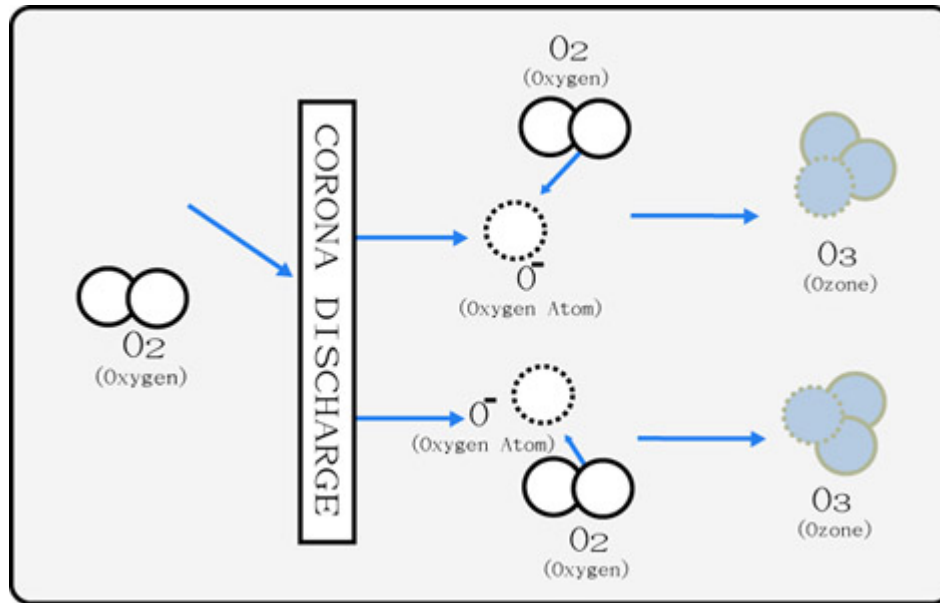 O2
(Oxygen)
CORONA DISCHARGE
O2
(Oxygen)
O-
(Oxygen Atom)
O3
(Ozone)
O-
(Oxygen Atom)
O2
(Oxygen)
O3
(Ozone)